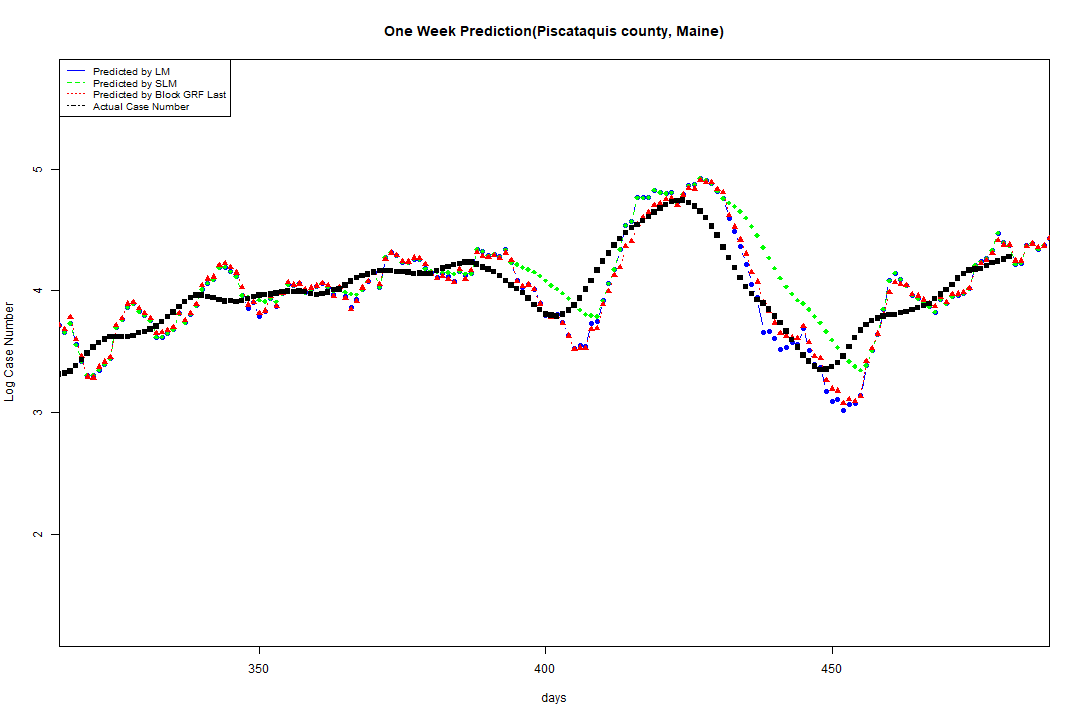 One Week Prediction(Piscataquis county, Maine)
Predicted by LM
Predicted by SLM
Predicted by Block GRF Last
Actual Case Number
5
4
3
2
Log Case Number
350 400 450
days